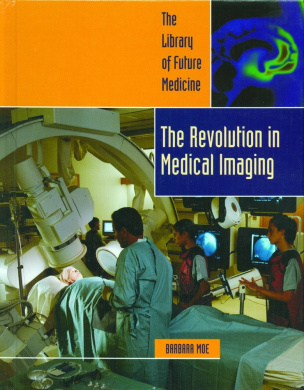 The
Library
of Future
Medicine
The Revolution in
Medical Imaging
BARBARA MOE